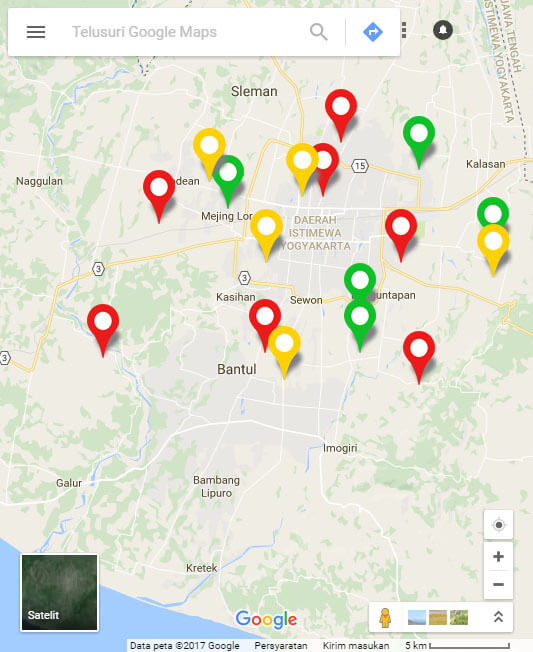 Telusuri Google Maps
JAWA TENGAH
ISTIMEWA YOGYAKARTA
Sleman
15
Kalasan
Naggulan
dean
Mejing Lor
DAERAH
ISTIMEWA
YOGYAKARTA
3
3
Kasihan
Sewon
guntapan
3
Bantul
Imogiri
Galur
Bambang
Lipuro
Kretek
Satelit
Google
Data peta ©2017 Google Persyaratan Kirim masukan 5 km